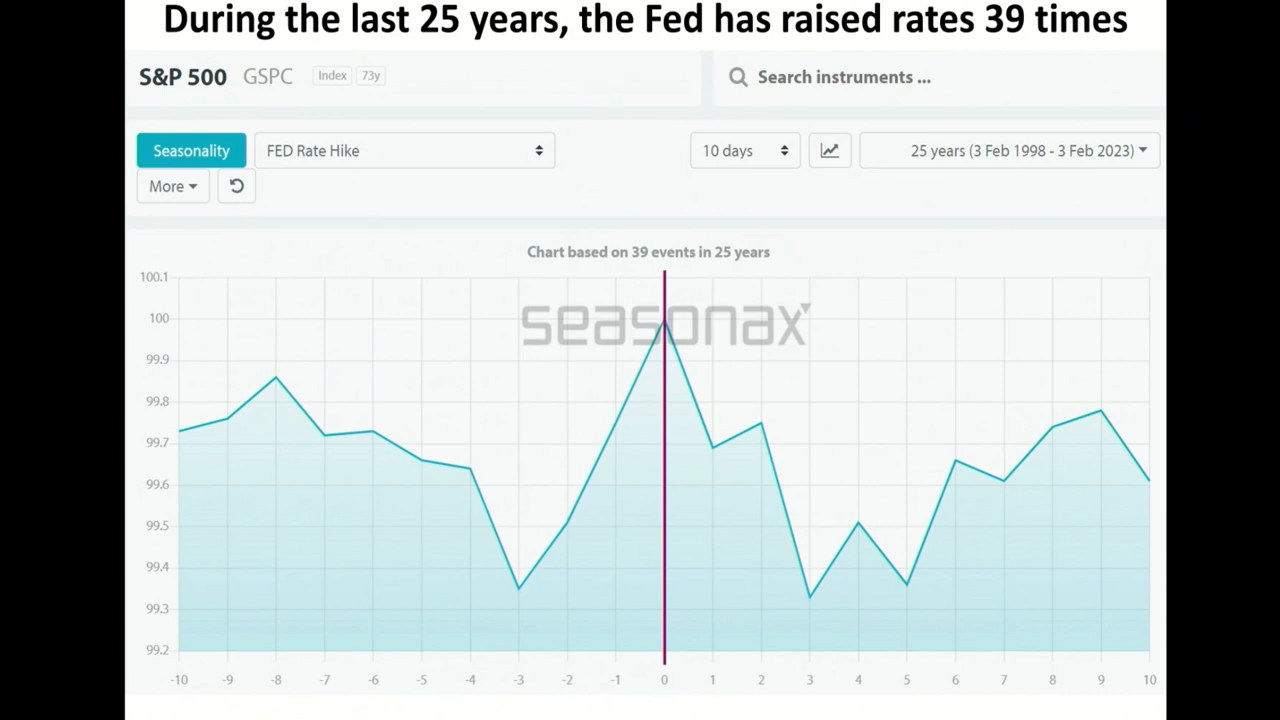 During the last 25 years, the Fed has raised rates 39 times
S&P 500 GSPC Index 73y Search instruments ...
Seasonality FED Rate Hike 10 days 25 years (3 Feb 1998 - 3 Feb 2023)
More
Chart based on 39 events in 25 years
seasonax
100.1
100
99.9
99.8
99.7
99.6
99.5
99.4
99.3
99.2
-10 -9 -8 -7 -6 -5 -4 -3 -2 -1 0 1 2 3 4 5 6 7 8 9 10